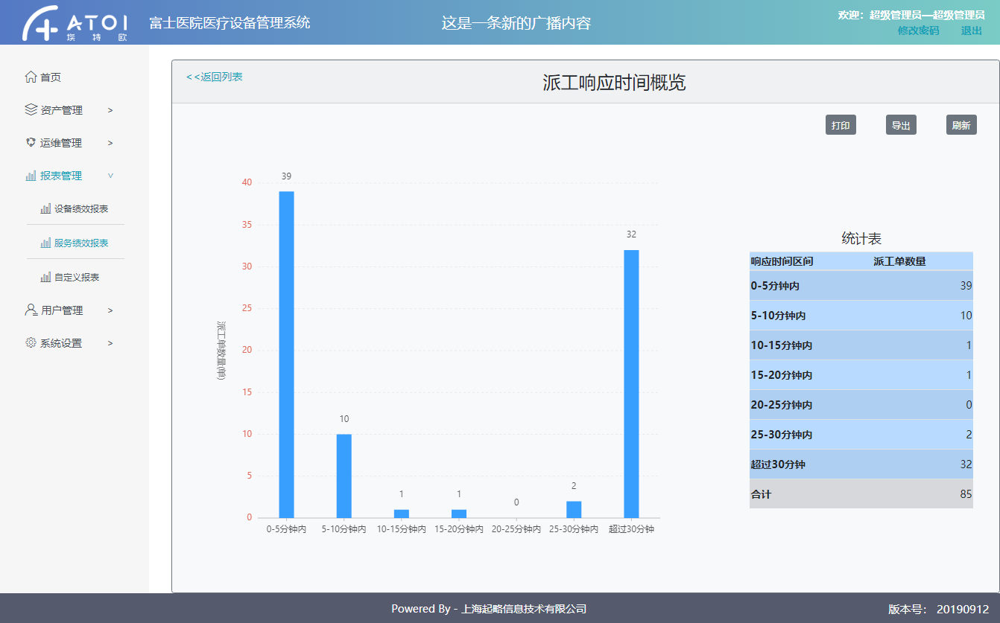 ATOI
埃特欧
富士医院医疗设备管理系统
这是一条新的广播内容
欢迎：超级管理员—超级管理员
修改密码 退出
首页
资产管理 >
运维管理 >
报表管理 >
设备绩效报表
服务绩效报表
自定义报表
用户管理 >
系统设置 >
<<返回列表
派工响应时间概览
打印 导出 刷新
派工单数量(单)
40
35
30
25
20
15
10
5
0
39
10
1
1
0
2
32
0-5分钟内 5-10分钟内 10-15分钟内 15-20分钟内 20-25分钟内 25-30分钟内 超过30分钟
统计表
响应时间区间 派工单数量
0-5分钟内 39
5-10分钟内 10
10-15分钟内 1
15-20分钟内 1
20-25分钟内 0
25-30分钟内 2
超过30分钟 32
合计 85
Powered By - 上海起略信息技术有限公司
版本号： 20190912